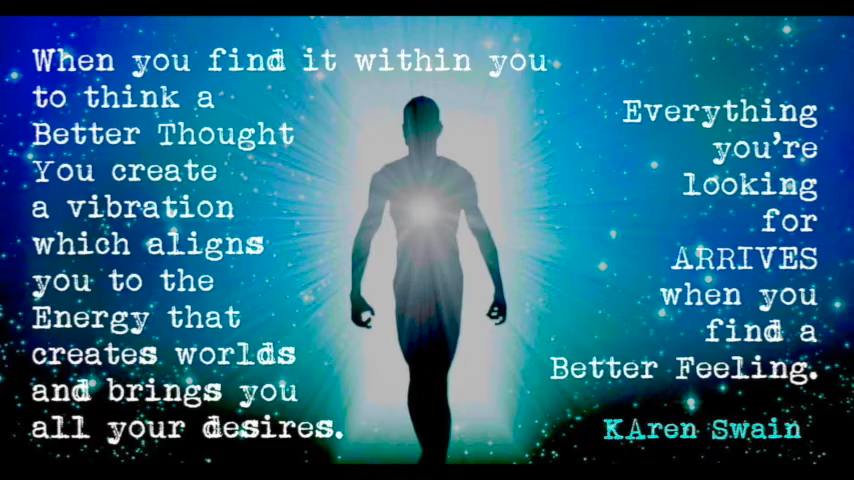 When you find it within you
to think a
Better Thought
You create
a vibration
which aligns
you to the
Energy that
creates worlds
and brings you
all your desires.
Everything
you're
looking
for
ARRIVES
when you
find a
Better Feeling.
KAren Swain